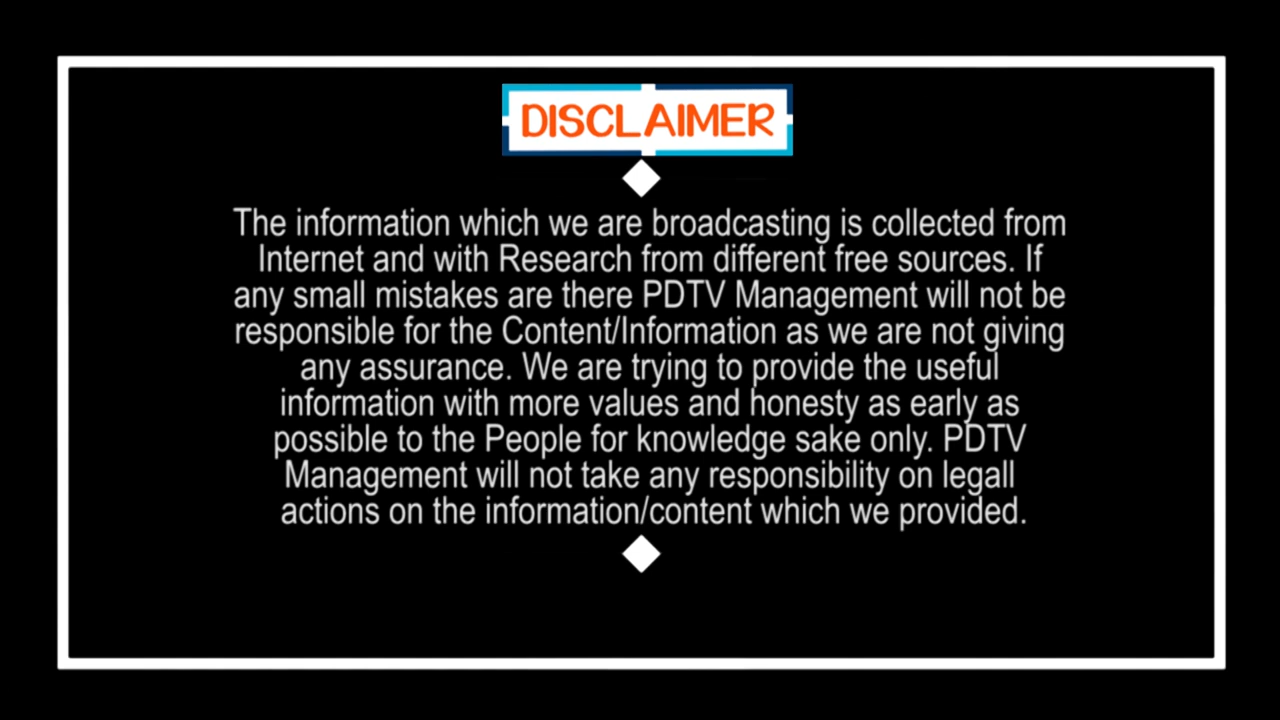 DISCLAIMER
The information which we are broadcasting is collected from
Internet and with Research from different free sources. If
any small mistakes are there PDTV Management will not be
responsible for the Content/Information as we are not giving
any assurance. We are trying to provide the useful
information with more values and honesty as early as
possible to the People for knowledge sake only. PDTV
Management will not take any responsibility on legall
actions on the information/content which we provided.